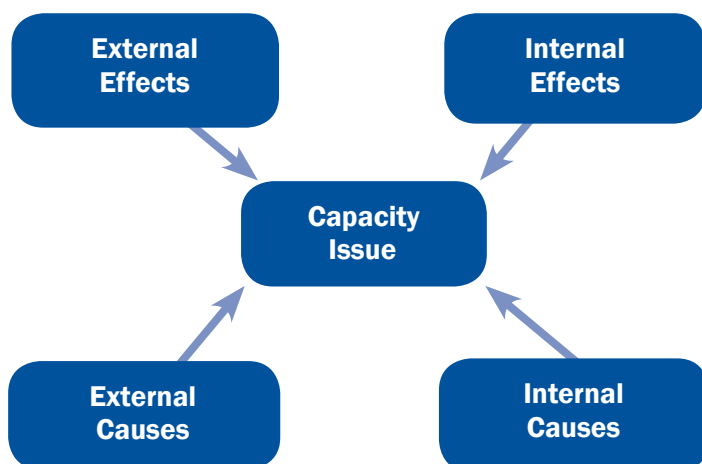 External
Effects
Internal
Effects
Capacity
Issue
External
Causes
Internal
Causes